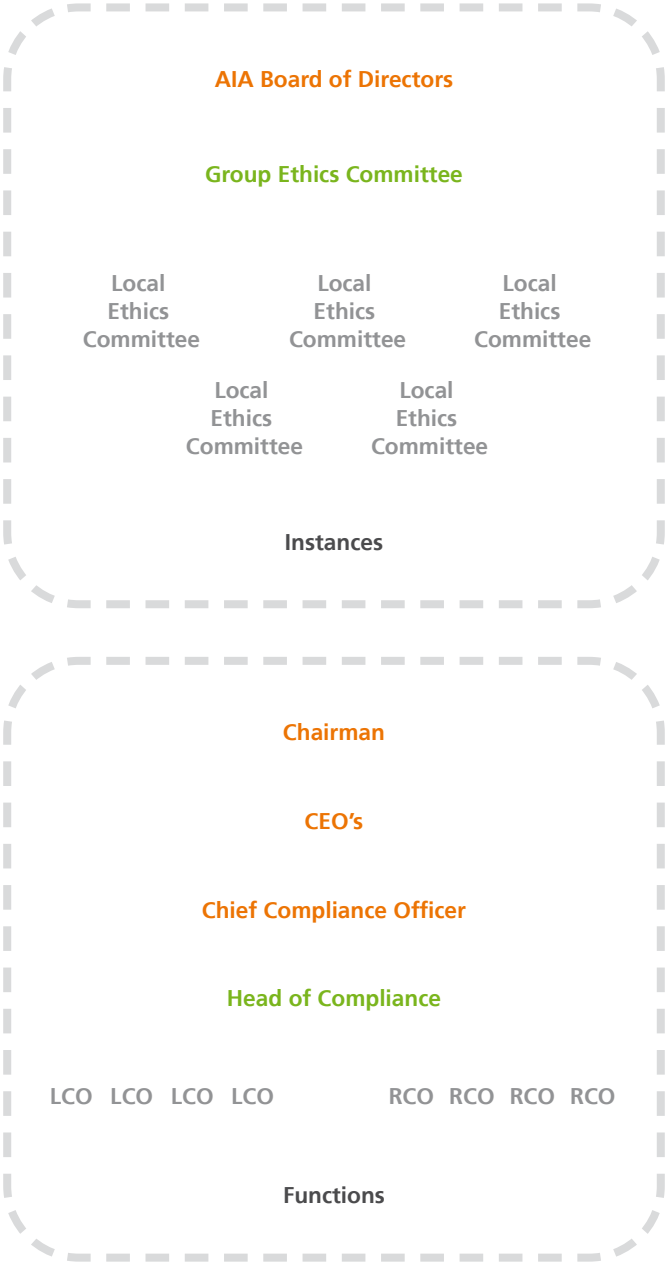 AIA Board of Directors
Group Ethics Committee
Local Ethics Committee
Local Ethics Committee
Local Ethics Committee
Local Ethics Committee
Local Ethics Committee
Instances
Chairman
CEO’s
Chief Compliance Officer
Head of Compliance
LCO LCO LCO LCO RCO RCO RCO RCO
Functions